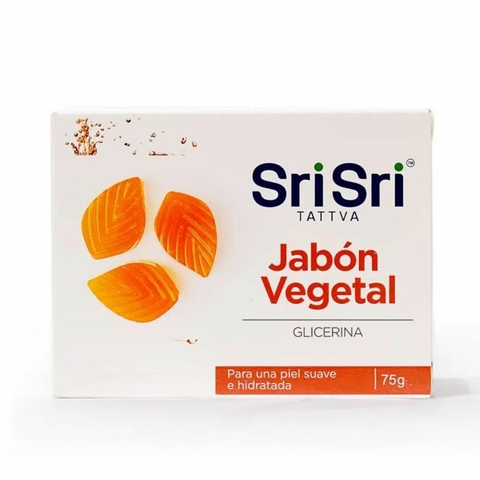 SriSri™
TATTVA
Jabón
Vegetal
GLICERINA
Para una piel suave
e hidratada
75g.